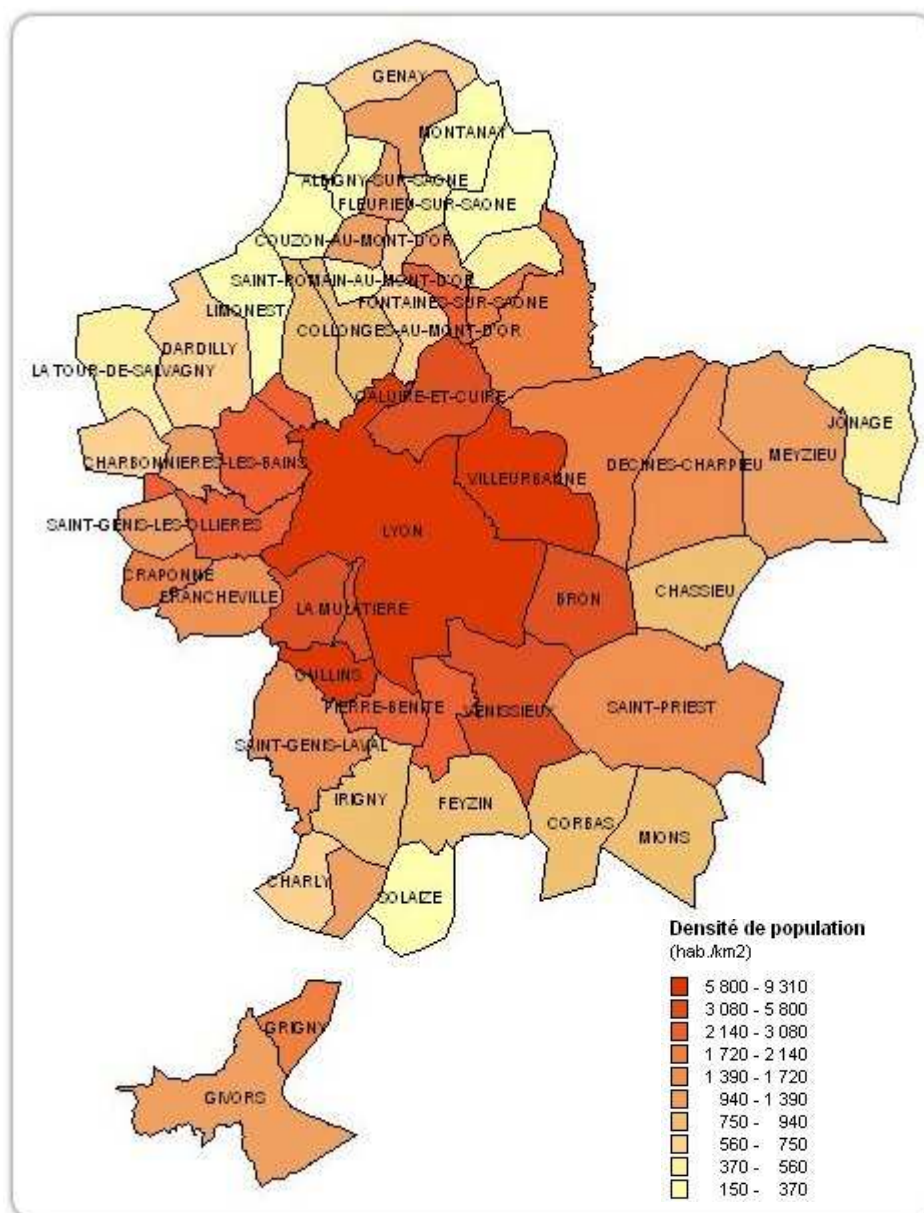 GENAY
MONTANAY
ALBIGNY-SUR-SAONE
FLEURIEU-SUR-SAONE
COUZON-AU-MONT-D'OR
SAINT-ROMAIN-AU-MONT-D'OR
LIMONEST
FONTAINES-SUR-SAONE
COLLONGES-AU-MONT-D'OR
DARDILLY
LA TOUR-DE-SALVAGNY
CALUIRE-ET-CUIRE
JONAGE
MEYZIEU
CHARBONNIERES-LES-BAINS
DECINES-CHARPIEU
VILLEURBANNE
SAINT-GENIS-LES-OLLIERES
LYON
CRAPONNE
FRANCHEVILLE
LA MULATIERE
BRON
CHASSIEU
OULLINS
PIERRE-BENITE
VENISSIEUX
SAINT-PRIEST
SAINT-GENIS-LAVAL
IRIGNY
FEYZIN
CORBAS
MIONS
CHARLY
SOLAIZE
GRIGNY
GIVORS
Densité de population
(hab./km2)
5 800 - 9 310
3 080 - 5 800
2 140 - 3 080
1 720 - 2 140
1 390 - 1 720
940 - 1 390
750 - 940
560 - 750
370 - 560
150 - 370